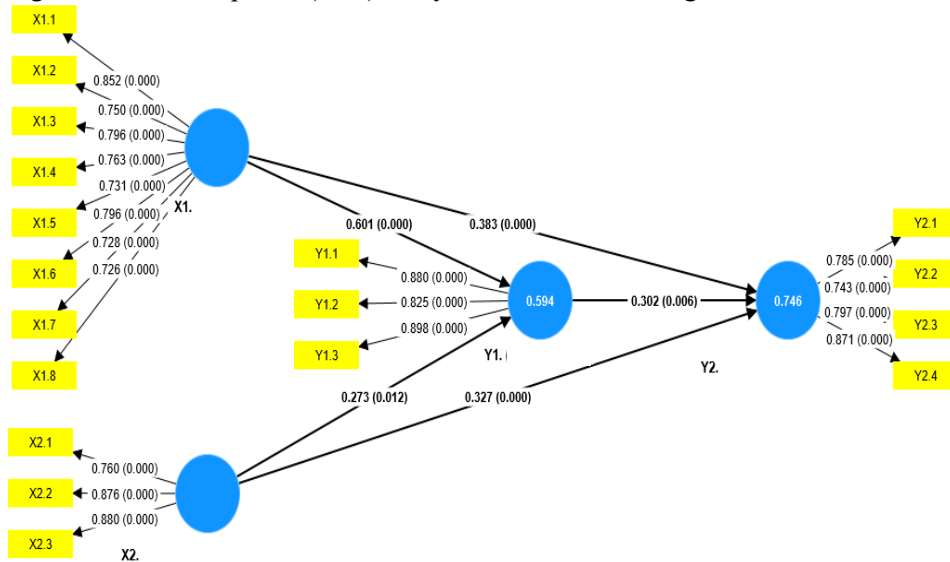 X1.1
X1.2
X1.3
X1.4
X1.5
X1.6
X1.7
X1.8
0.852 (0.000)
0.750 (0.000)
0.796 (0.000)
0.763 (0.000)
0.731 (0.000)
0.796 (0.000)
0.728 (0.000)
0.726 (0.000)
X1.
0.601 (0.000)
0.383 (0.000)
Y1.1
Y1.2
Y1.3
0.880 (0.000)
0.825 (0.000)
0.898 (0.000)
0.594
Y1. (
0.302 (0.006)
0.746
Y2.
Y2.1
Y2.2
Y2.3
Y2.4
0.785 (0.000)
0.743 (0.000)
0.797 (0.000)
0.871 (0.000)
0.273 (0.012)
0.327 (0.000)
X2.1
X2.2
X2.3
0.760 (0.000)
0.876 (0.000)
0.880 (0.000)
X2.